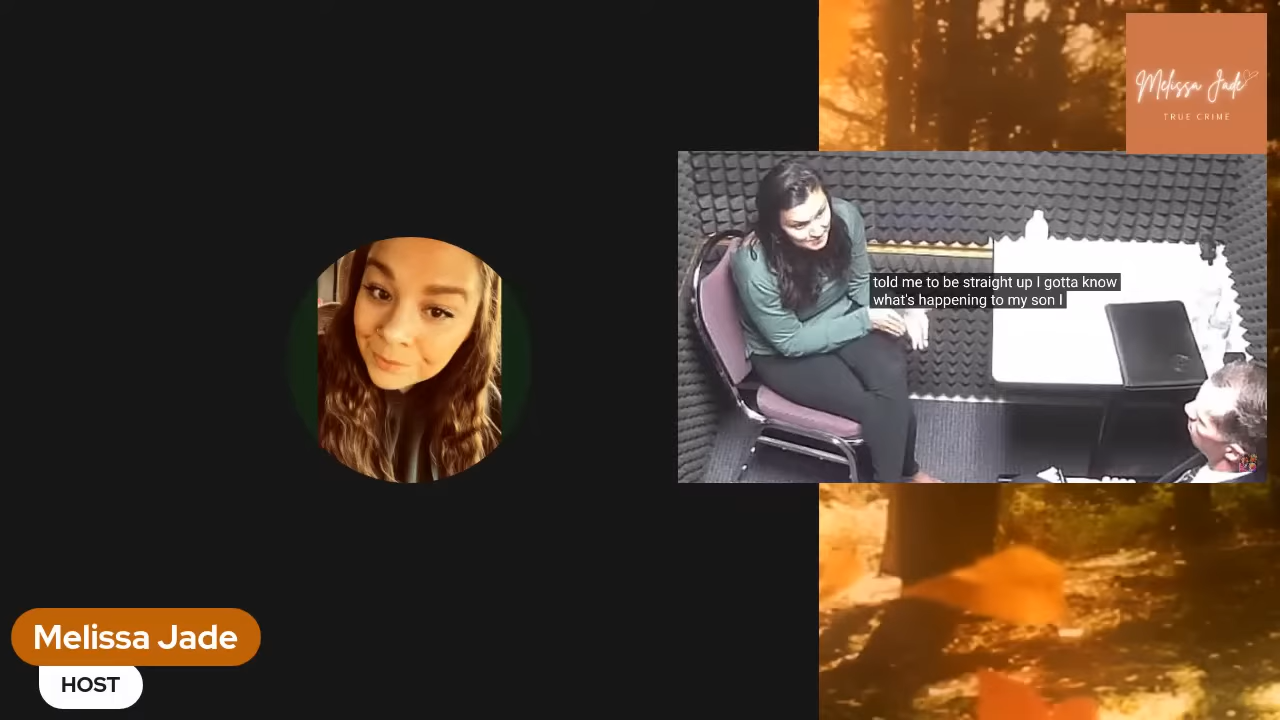 Melissa Jade
TRUE CRIME
told me to be straight up I gotta know
what's happening to my son I
Melissa Jade
HOST